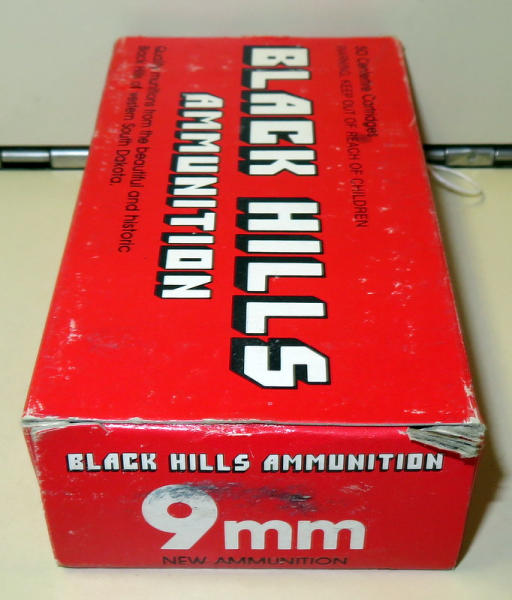 50 Centerfire Cartridges
WARNING: KEEP OUT OF REACH OF CHILDREN
BLACK HILLS
AMMUNITION
Quality munitions from the beautiful and historic
Black Hills of western South Dakota.
BLACK HILLS AMMUNITION
9mm
NEW AMMUNITION